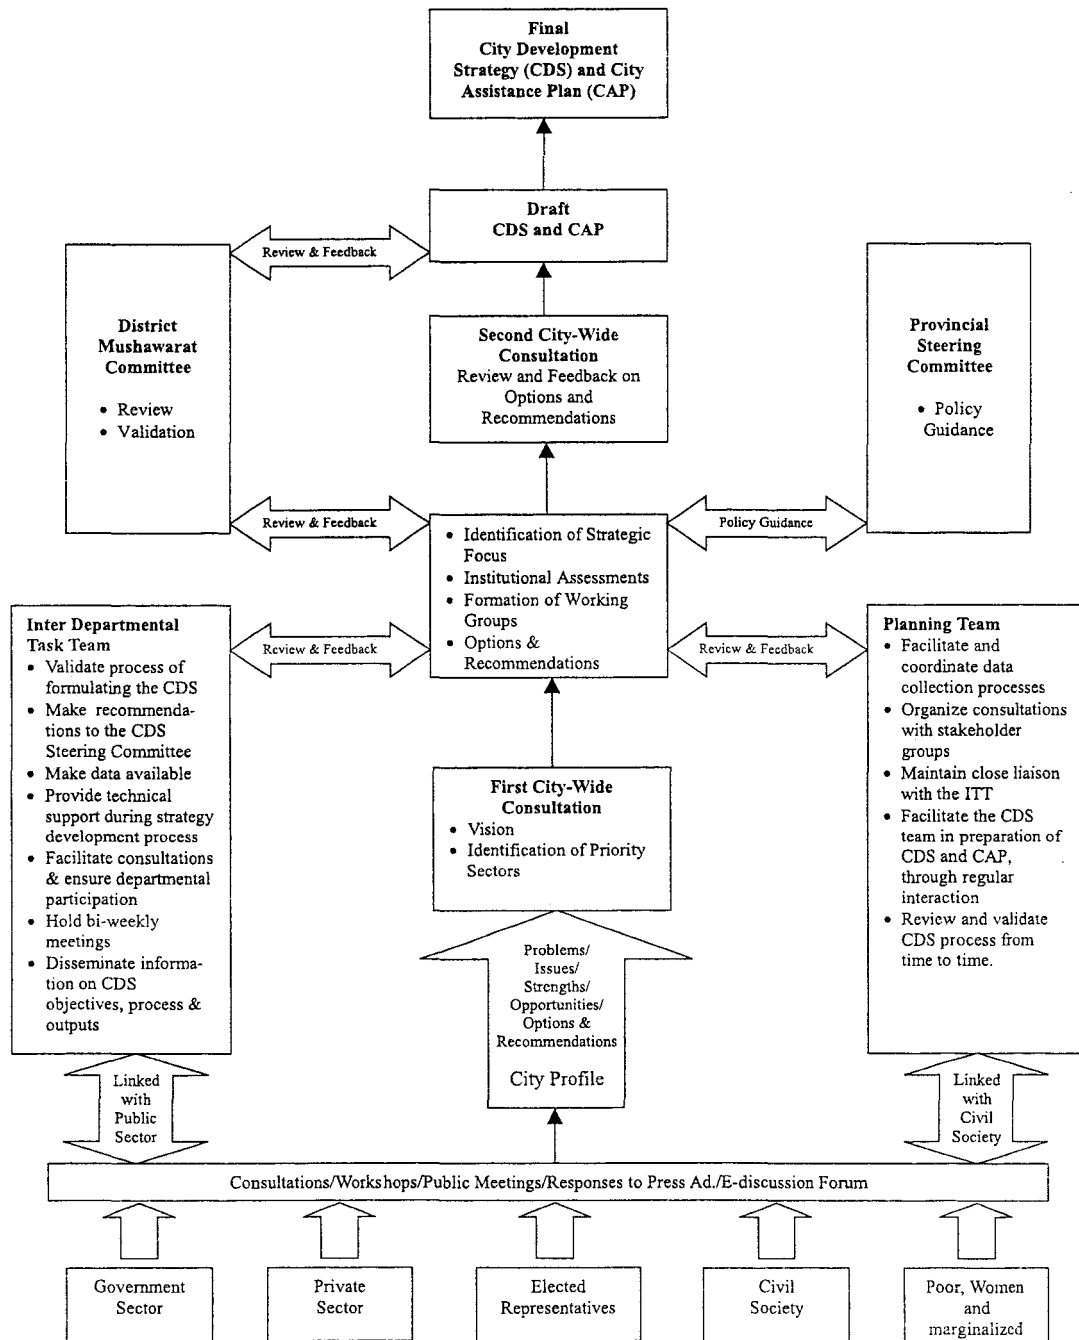 Final
City Development
Strategy (CDS) and City
Assistance Plan (CAP)
Draft
CDS and CAP
Review & Feedback
District
Mushawarat
Committee
• Review
• Validation
Second City-Wide
Consultation
Review and Feedback on
Options and
Recommendations
Provincial
Steering
Committee
• Policy
Guidance
Review & Feedback
• Identification of Strategic
Focus
• Institutional Assessments
• Formation of Working
Groups
• Options &
Recommendations
Policy Guidance
Inter Departmental
Task Team
• Validate process of
formulating the CDS
• Make recommenda-
tions to the CDS
Steering Committee
• Make data available
• Provide technical
support during strategy
development process
• Facilitate consultations
& ensure departmental
participation
• Hold bi-weekly
meetings
• Disseminate informa-
tion on CDS
objectives, process &
outputs
Review & Feedback
Review & Feedback
Planning Team
• Facilitate and
coordinate data
collection processes
• Organize consultations
with stakeholder
groups
• Maintain close liaison
with the ITT
• Facilitate the CDS
team in preparation of
CDS and CAP,
through regular
interaction
• Review and validate
CDS process from
time to time.
First City-Wide
Consultation
• Vision
• Identification of Priority
Sectors
Problems/
Issues/
Strengths/
Opportunities/
Options &
Recommendations
City Profile
Linked
with
Public
Sector
Linked
with
Civil
Society
Consultations/Workshops/Public Meetings/Responses to Press Ad./E-discussion Forum
Government
Sector
Private
Sector
Elected
Representatives
Civil
Society
Poor, Women
and
marginalized